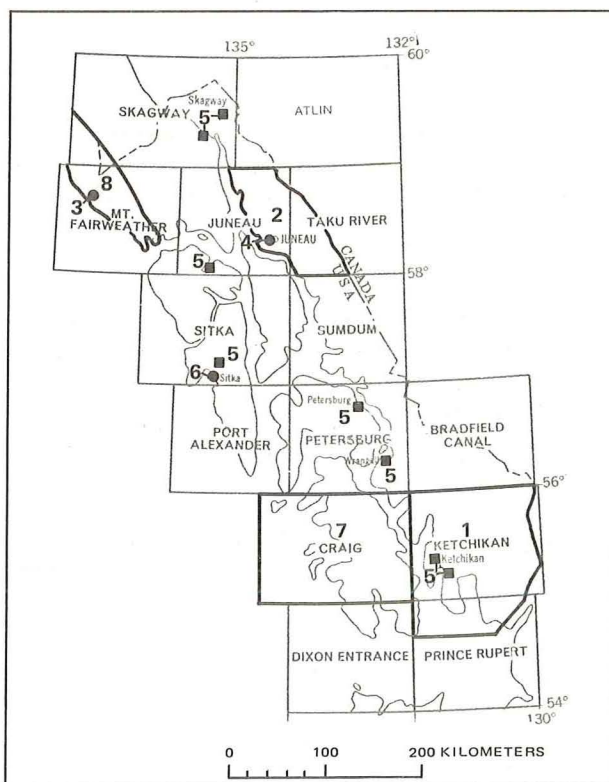 135°
132°
60°
Skagway
SKAGWAY
5
ATLIN
8
3
MT.
FAIRWEATHER
JUNEAU
2
4
JUNEAU
TAKU RIVER
CANADA
USA
5
58°
SITKA
5
6
Sitka
SUMDUM
Petersburg
5
PORT
ALEXANDER
PETERSBURG
Wrangell
5
BRADFIELD
CANAL
56°
7
CRAIG
1
KETCHIKAN
Ketchikan
5
DIXON ENTRANCE
PRINCE RUPERT
54°
130°
0 100 200 KILOMETERS